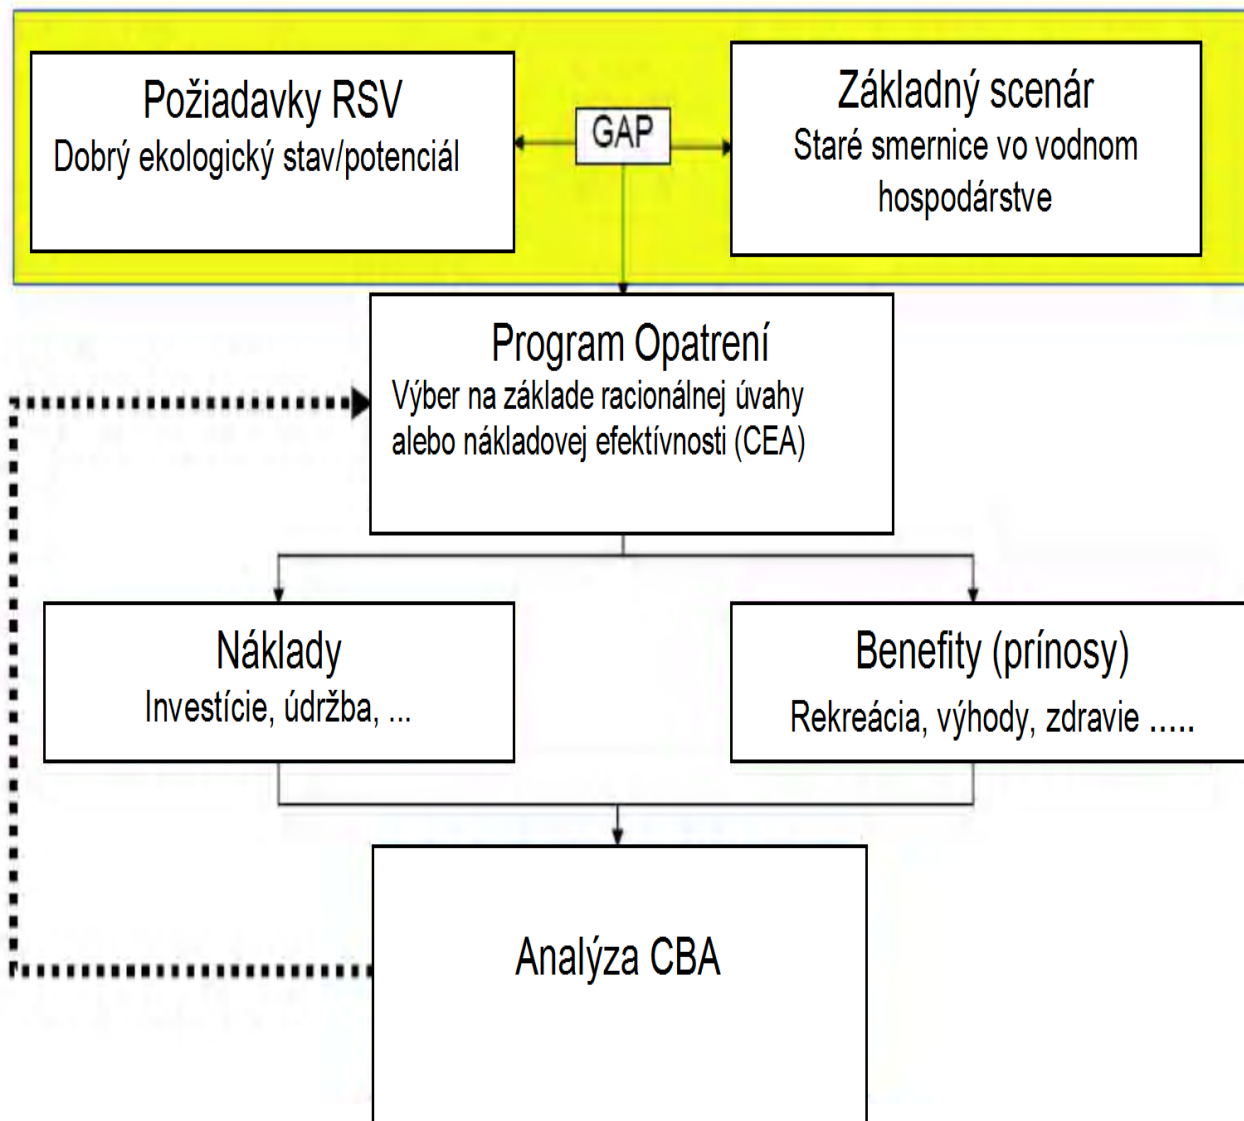 Požiadavky RSV
Dobrý ekologický stav/potenciál
GAP
Základný scenár
Staré smernice vo vodnom
hospodárstve
Program Opatrení
Výber na základe racionálnej úvahy
alebo nákladovej efektívnosti (CEA)
Náklady
Investície, údržba, ...
Benefity (prínosy)
Rekreácia, výhody, zdravie .....
Analýza CBA